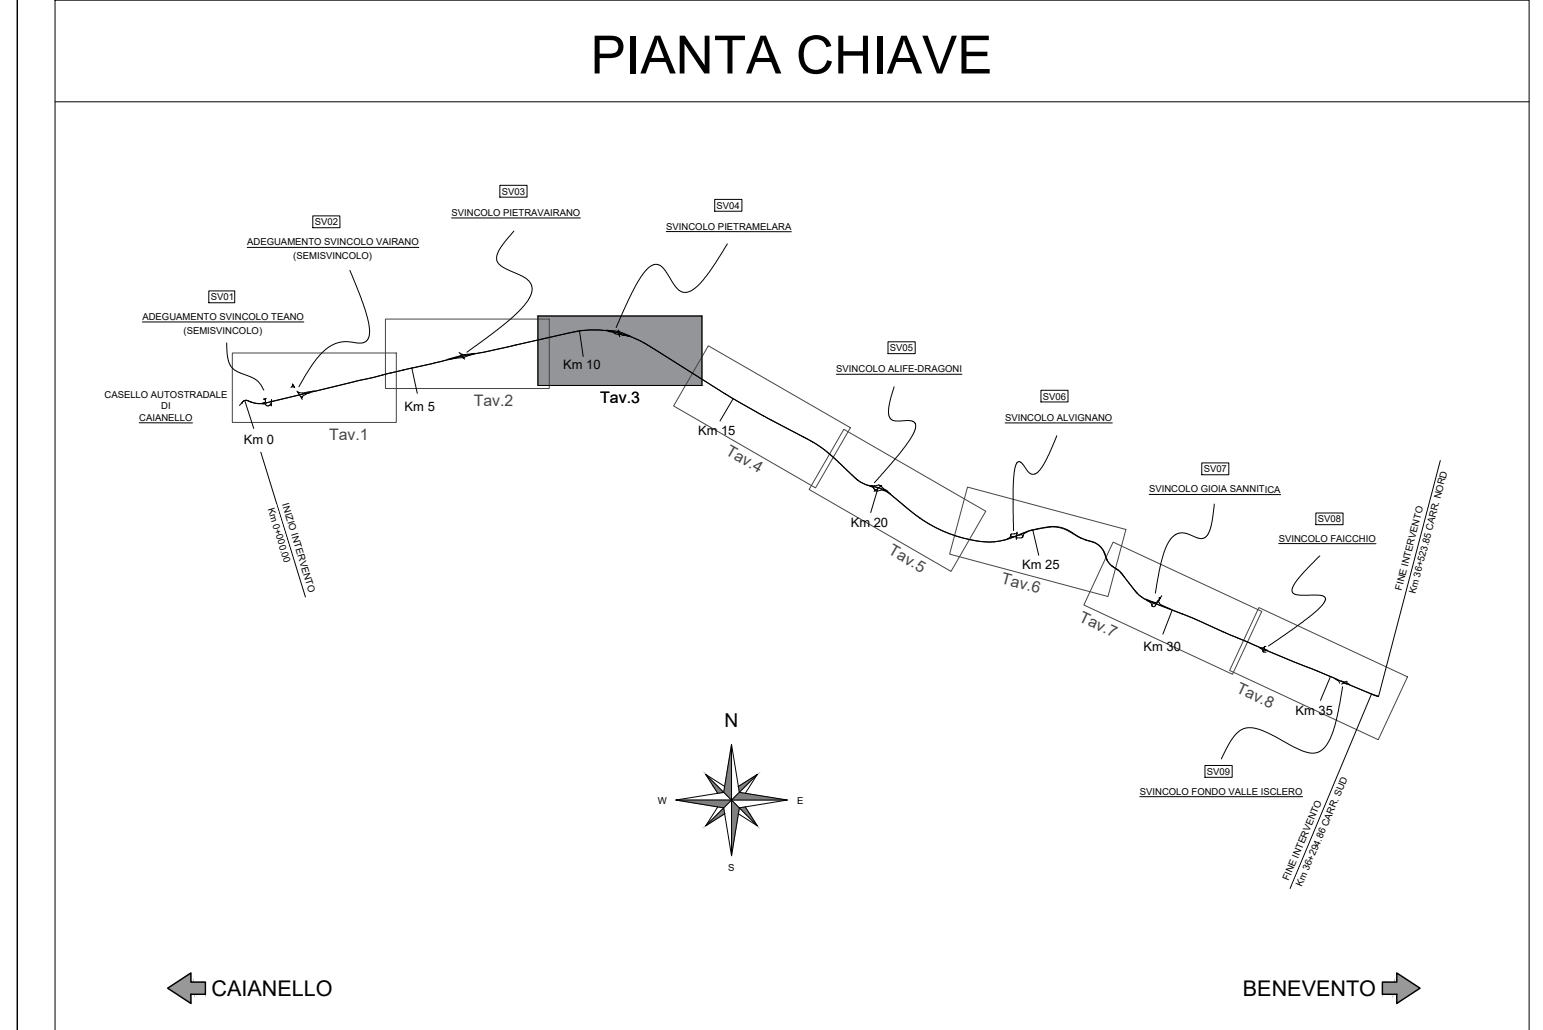 PIANTA CHIAVE
SV03
SVINCOLO PIETRAVAIRANO
SV04
SVINCOLO PIETRAMELARA
SV02
ADEGUAMENTO SVINCOLO VAIRANO
(SEMISVINCOLO)
SV01
ADEGUAMENTO SVINCOLO TEANO
(SEMISVINCOLO)
CASELLO AUTOSTRADALE
DI
CAIANELLO
Km 0
Tav.1
Km 5
Tav.2
Km 10
Tav.3
INIZIO INTERVENTO
Km 0+000.00
SV05
SVINCOLO ALIFE-DRAGONI
Km 15
Tav.4
SV06
SVINCOLO ALVIGNANO
Km 20
Tav.5
SV07
SVINCOLO GIOIA SANNITICA
Km 25
Tav.6
SV08
SVINCOLO FAICCHIO
Tav.7
Km 30
FINE INTERVENTO
Km 36+523.85 CARR. NORD
Tav.8
Km 35
SV09
SVINCOLO FONDO VALLE ISCLERO
FINE INTERVENTO
Km 36+294.86 CARR. SUD
N
W
E
S
CAIANELLO
BENEVENTO